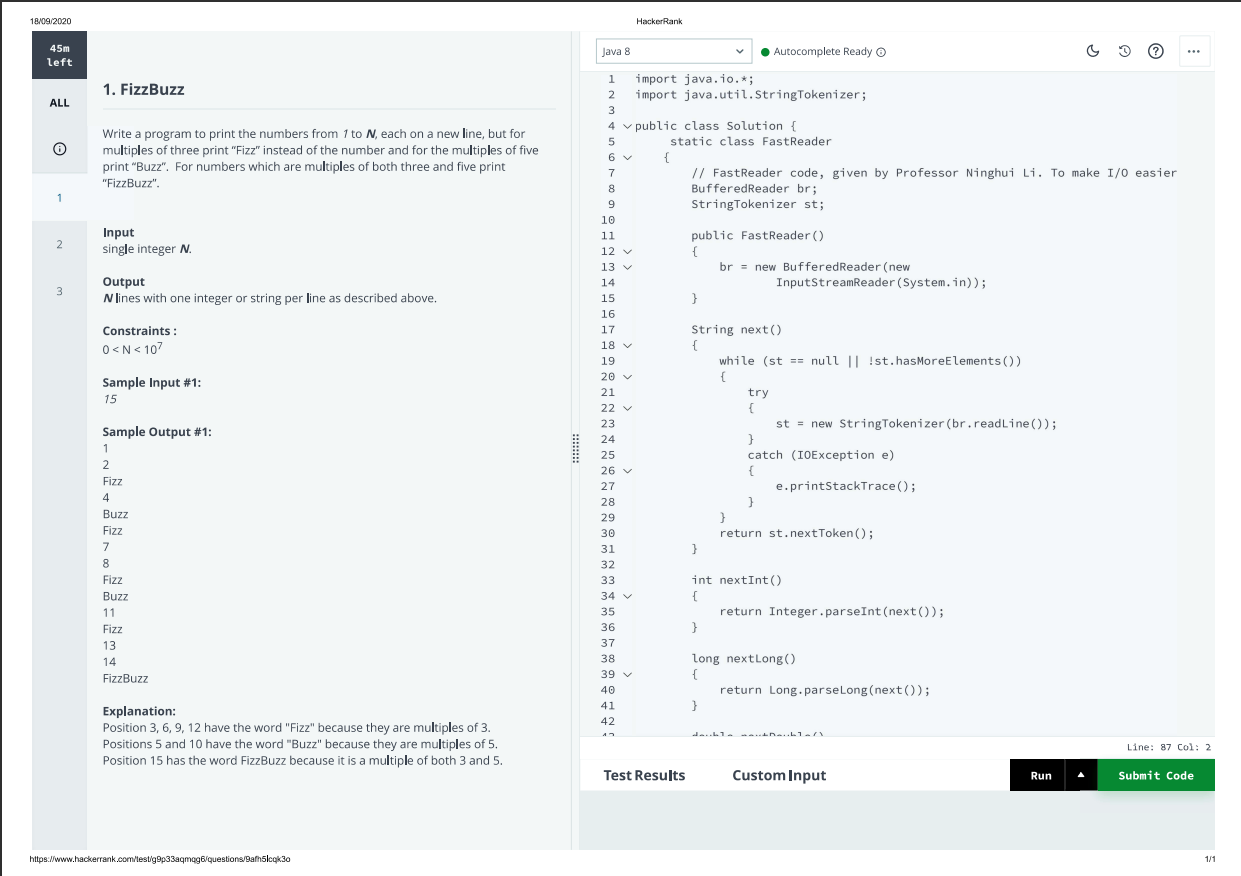 18/09/2020
HackerRank
45m
left
ALL
1
2
3
1. FizzBuzz
Write a program to print the numbers from 1 to N, each on a new line, but for
multiples of three print “Fizz” instead of the number and for the multiples of five
print “Buzz”.  For numbers which are multiples of both three and five print
“FizzBuzz”.
Input
single integer N.
Output
N lines with one integer or string per line as described above.
Constraints :
0 < N < 10^7
Sample Input #1:
15
Sample Output #1:
1
2
Fizz
4
Buzz
Fizz
7
8
Fizz
Buzz
11
Fizz
13
14
FizzBuzz
Explanation:
Position 3, 6, 9, 12 have the word "Fizz" because they are multiples of 3.
Positions 5 and 10 have the word "Buzz" because they are multiples of 5.
Position 15 has the word FizzBuzz because it is a multiple of both 3 and 5.
Java 8
Autocomplete Ready
1 import java.io.*;
2 import java.util.StringTokenizer;
3
4 public class Solution {
5     static class FastReader
6     {
7         // FastReader code, given by Professor Ninghui Li. To make I/O easier
8         BufferedReader br;
9         StringTokenizer st;
10
11         public FastReader()
12         {
13             br = new BufferedReader(new
14                     InputStreamReader(System.in));
15         }
16
17         String next()
18         {
19             while (st == null || !st.hasMoreElements())
20             {
21                 try
22                 {
23                     st = new StringTokenizer(br.readLine());
24                 }
25                 catch (IOException e)
26                 {
27                     e.printStackTrace();
28                 }
29             }
30             return st.nextToken();
31         }
32
33         int nextInt()
34         {
35             return Integer.parseInt(next());
36         }
37
38         long nextLong()
39         {
40             return Long.parseLong(next());
41         }
42
43         double nextDouble()
Line: 87 Col: 2
Test Results
Custom Input
Run
Submit Code
https://www.hackerrank.com/test/g9p33aqmqg6/questions/9afh5lcqk3o
1/1